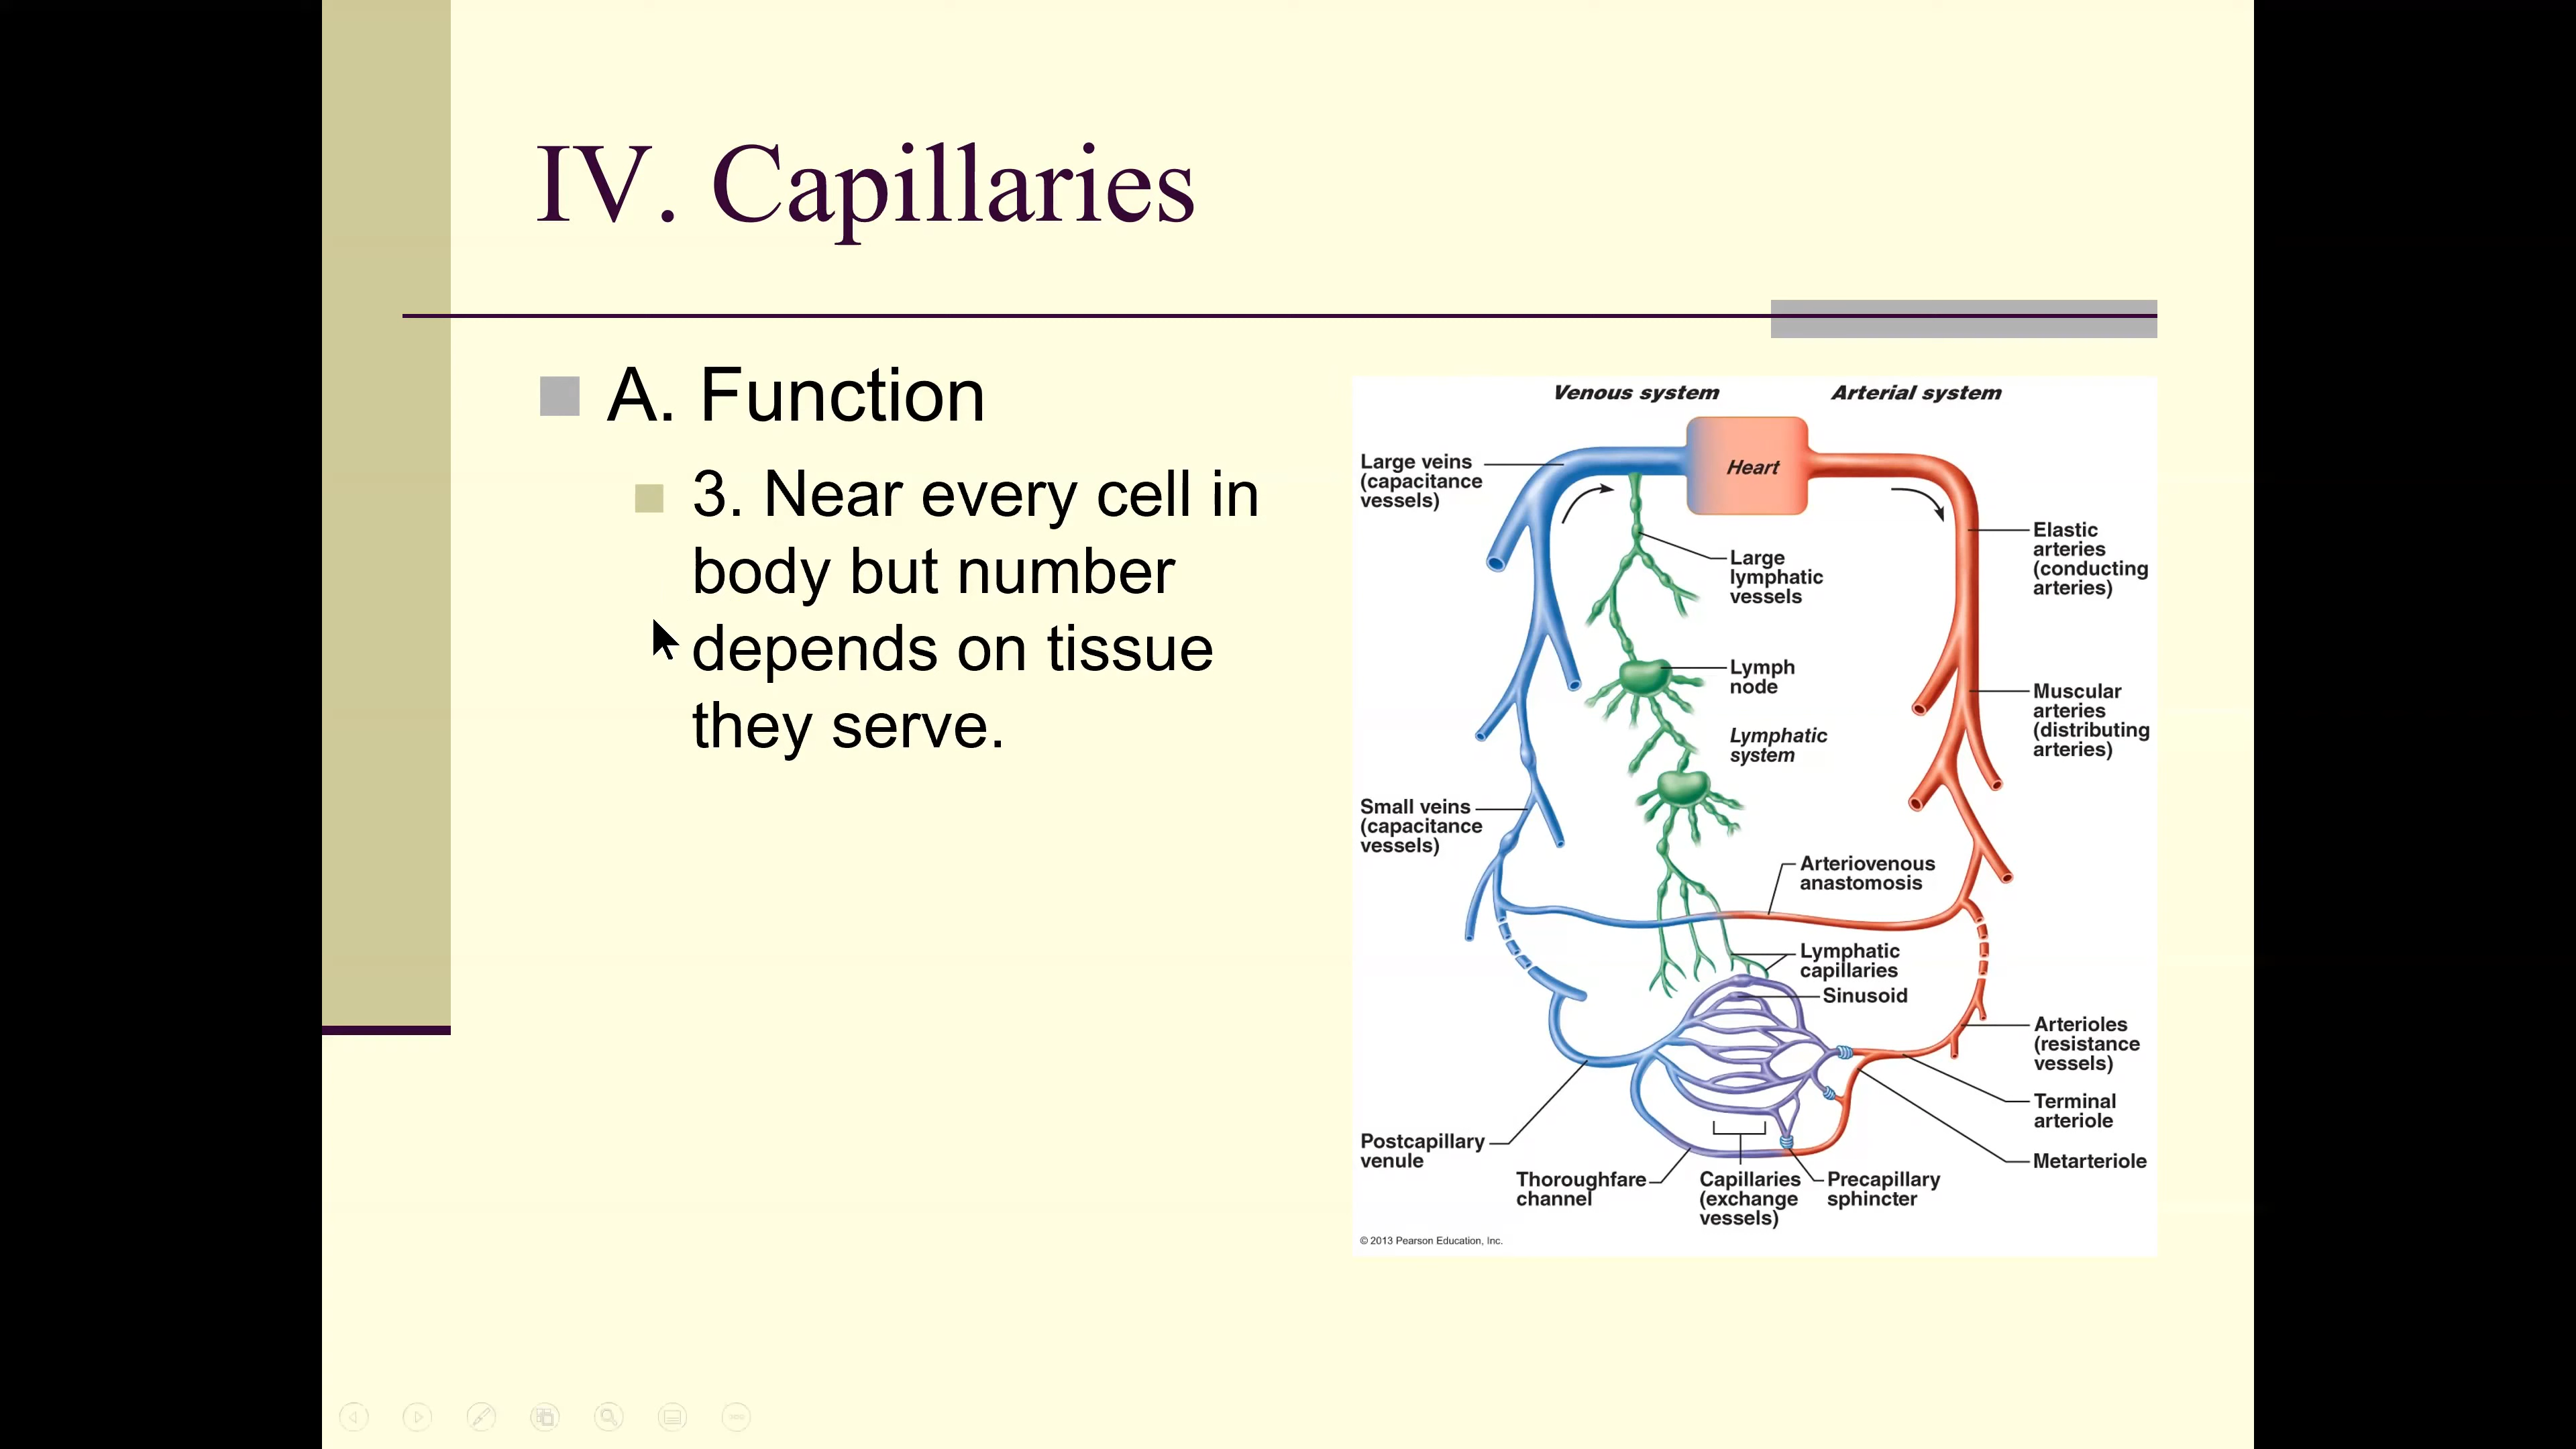 IV. Capillaries
A. Function
3. Near every cell in
body but number
depends on tissue
they serve.
Venous system
Arterial system
Heart
Large veins
(capacitance
vessels)
Elastic
arteries
(conducting
arteries)
Large
lymphatic
vessels
Lymph
node
Muscular
arteries
(distributing
arteries)
Lymphatic
system
Small veins
(capacitance
vessels)
Arteriovenous
anastomosis
Lymphatic
capillaries
Sinusoid
Arterioles
(resistance
vessels)
Terminal
arteriole
Postcapillary
venule
Metarteriole
Thoroughfare
channel
Capillaries
(exchange
vessels)
Precapillary
sphincter
© 2013 Pearson Education, Inc.